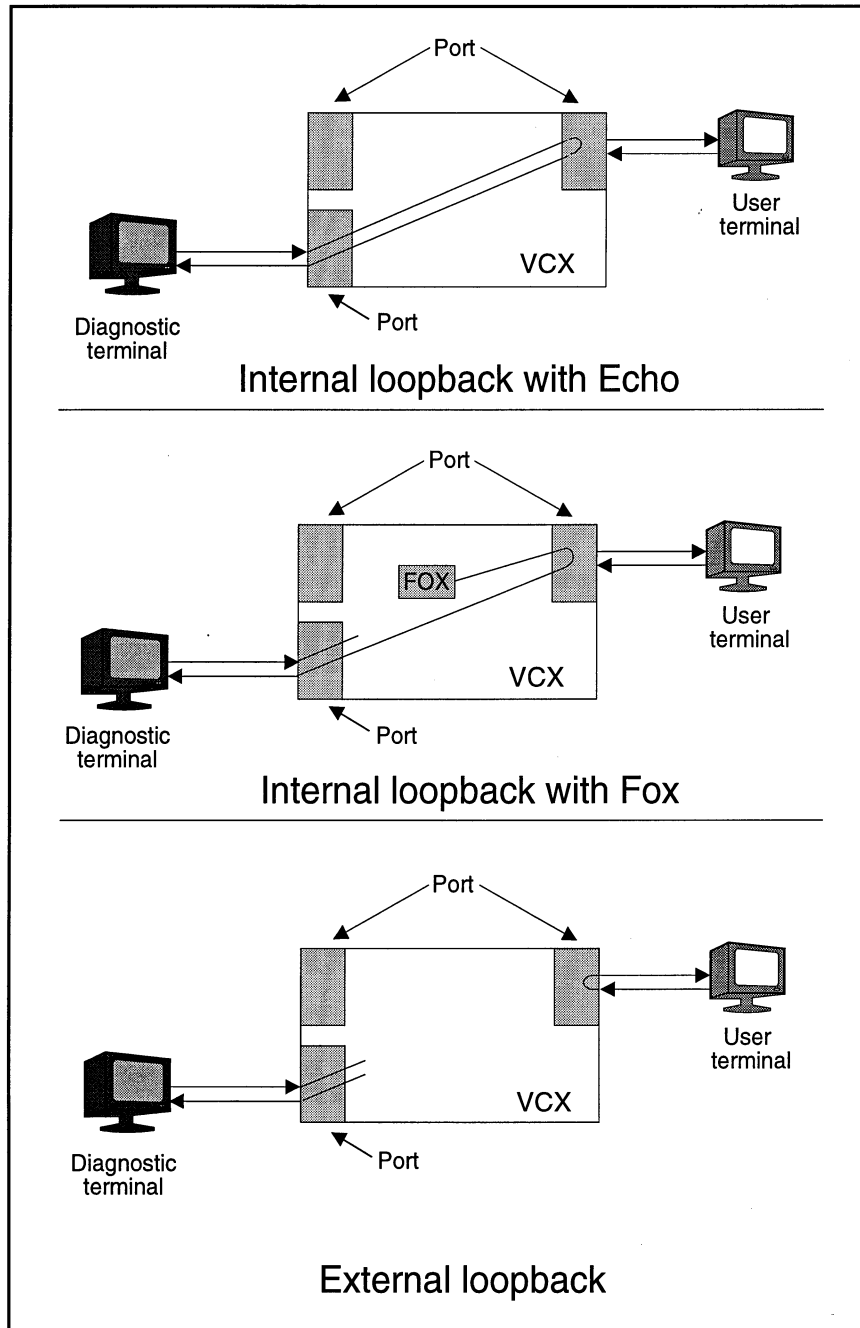 Port
User
terminal
VCX
Diagnostic
terminal
Port
Internal loopback with Echo
Port
FOX
User
terminal
VCX
Diagnostic
terminal
Port
Internal loopback with Fox
Port
User
terminal
VCX
Diagnostic
terminal
Port
External loopback